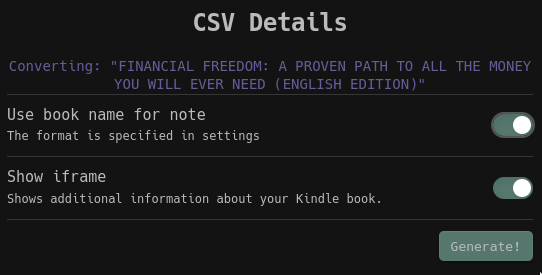 CSV Details
Converting: "FINANCIAL FREEDOM: A PROVEN PATH TO ALL THE MONEY
YOU WILL EVER NEED (ENGLISH EDITION)"
Use book name for note
The format is specified in settings
Show iframe
Shows additional information about your Kindle book.
Generate!